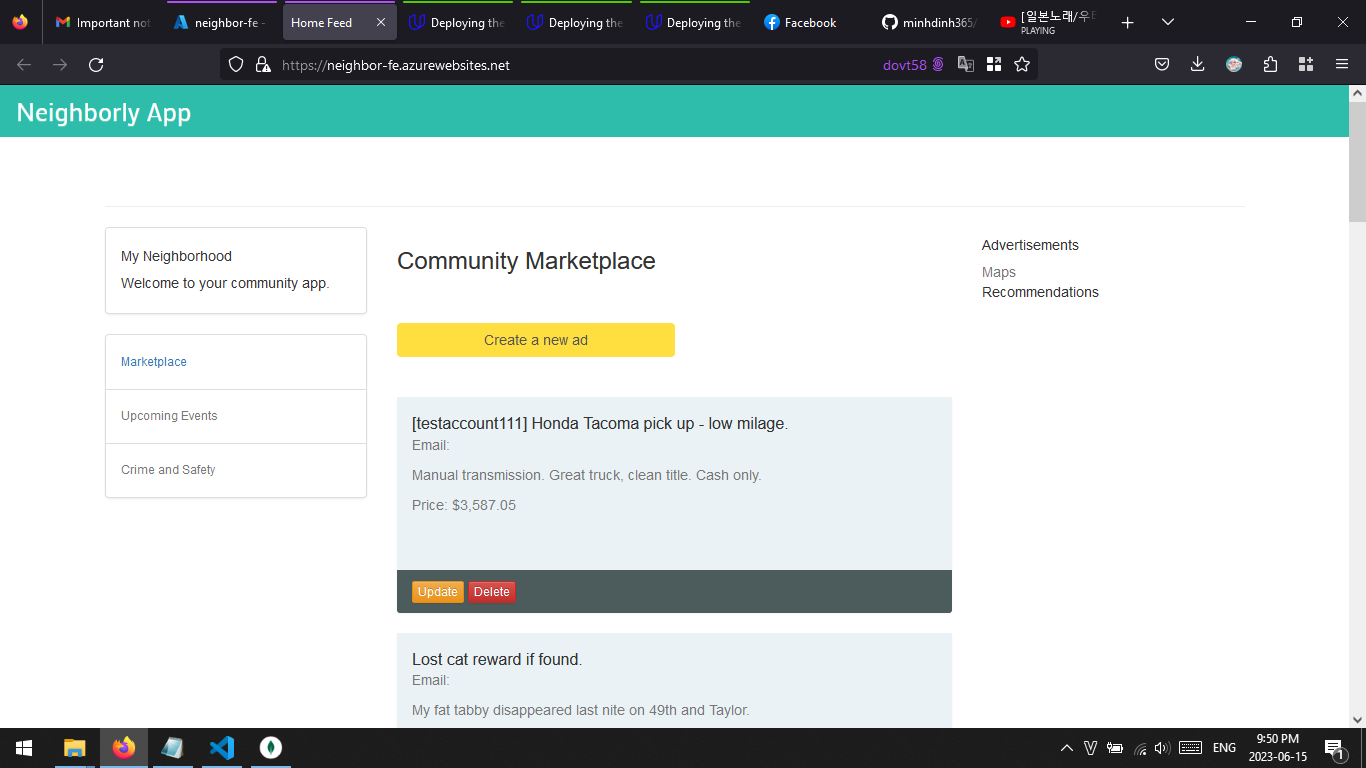 Important not
neighbor-fe -
Home Feed
Deploying the
Deploying the
Deploying the
Facebook
minhdinh365/
[일본노래/우
PLAYING
https://neighbor-fe.azurewebsites.net
dovt58
Neighborly App
My Neighborhood
Welcome to your community app.
Marketplace
Upcoming Events
Crime and Safety
Community Marketplace
Create a new ad
[testaccount111] Honda Tacoma pick up - low milage.
Email:
Manual transmission. Great truck, clean title. Cash only.
Price: $3,587.05
Update Delete
Lost cat reward if found.
Email:
My fat tabby disappeared last nite on 49th and Taylor.
Advertisements
Maps
Recommendations
ENG
9:50 PM
2023-06-15
1